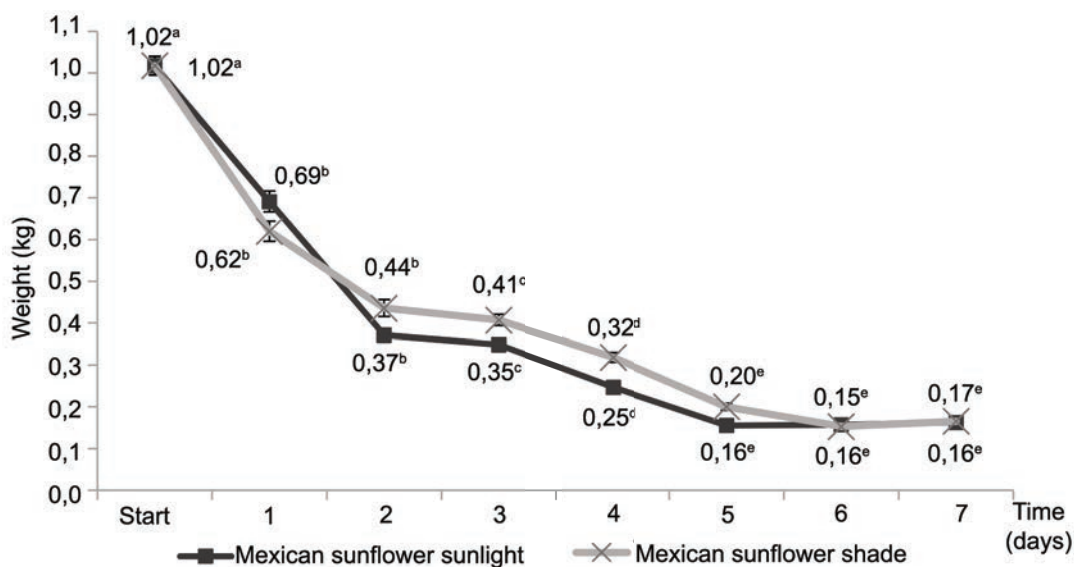 1,1
1,0
0,9
0,8
0,7
0,6
0,5
0,4
0,3
0,2
0,1
0,0
Weight (kg)
1,02ᵃ
1,02ᵃ
0,69ᵇ
0,62ᵇ
0,44ᵇ
0,37ᵇ
0,41ᶜ
0,35ᶜ
0,32ᵈ
0,25ᵈ
0,20ᵉ
0,16ᵉ
0,15ᵉ
0,16ᵉ
0,17ᵉ
0,16ᵉ
Start 1 2 3 4 5 6 7 Time
(days)
Mexican sunflower sunlight Mexican sunflower shade